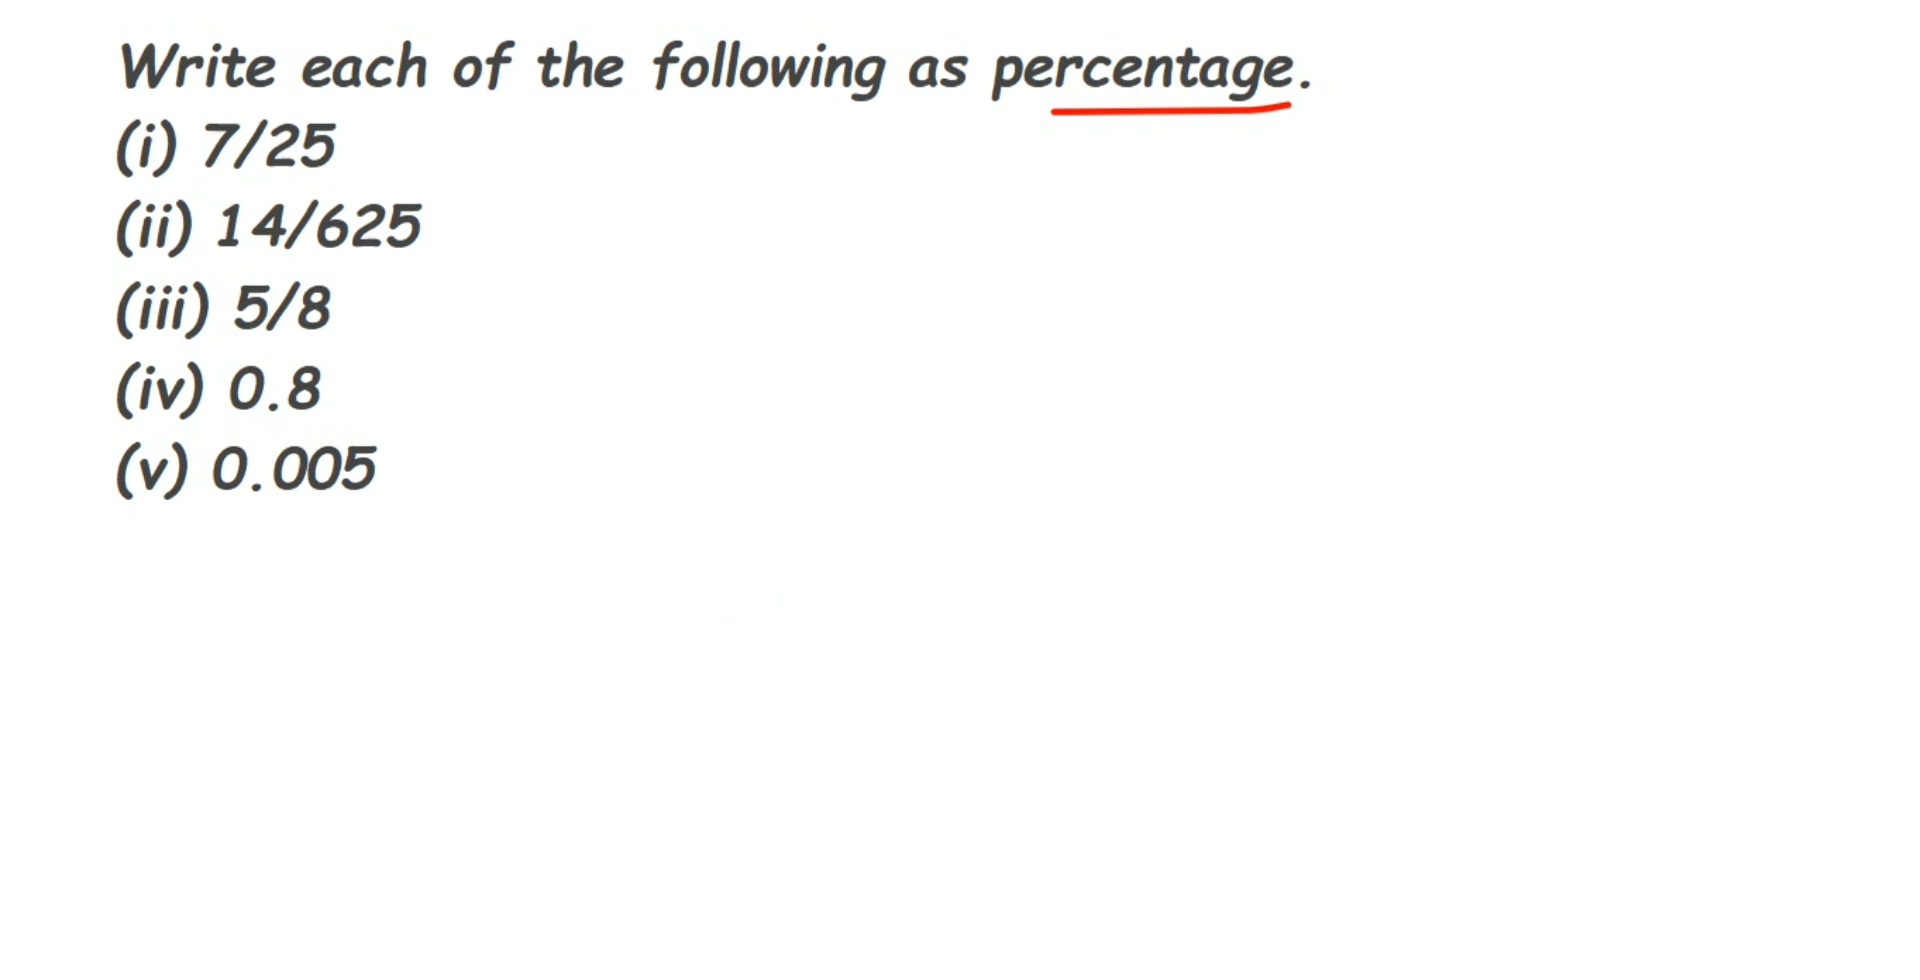 Write each of the following as percentage.
(i) 7/25
(ii) 14/625
(iii) 5/8
(iv) 0.8
(v) 0.005